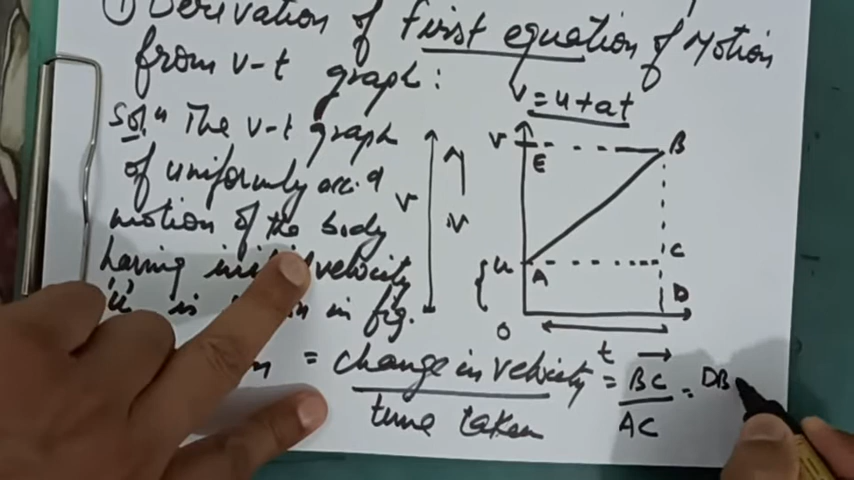 ① Derivation of first equation of Motion
from v-t graph:
v = u + at
Sol.ⁿ The v-t graph
of uniformly acc.d
motion of the body
having initial velocity
'u' is in fig.
v
v
v
E
B
u
A
C
D
O
t
= change in velocity / time taken = BC / AC = DB